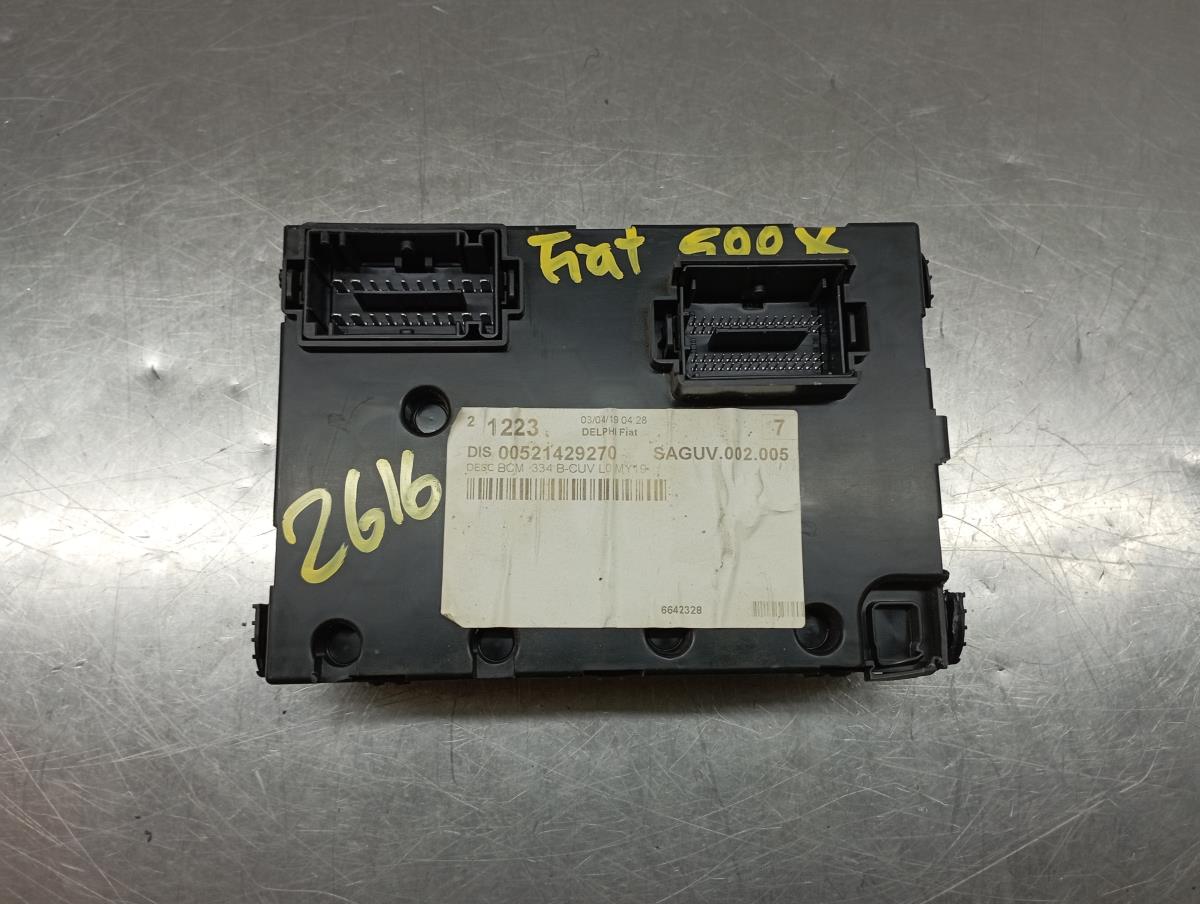 Fiat 500X
2 1223 03/04/19 04:28 7
DELPHI Fiat
DIS 00521429270 SAGUV.002.005
DESC BCM 334 B-CUV L0 MY19
2616
6642328